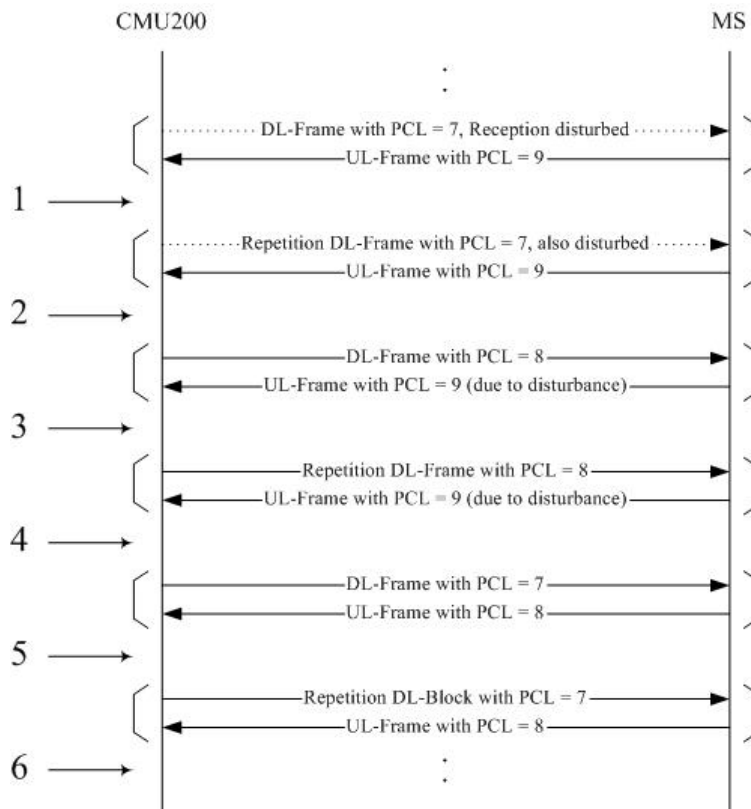 CMU200
MS
DL-Frame with PCL = 7, Reception disturbed
UL-Frame with PCL = 9
1
Repetition DL-Frame with PCL = 7, also disturbed
UL-Frame with PCL = 9
2
DL-Frame with PCL = 8
UL-Frame with PCL = 9 (due to disturbance)
3
Repetition DL-Frame with PCL = 8
UL-Frame with PCL = 9 (due to disturbance)
4
DL-Frame with PCL = 7
UL-Frame with PCL = 8
5
Repetition DL-Block with PCL = 7
UL-Frame with PCL = 8
6